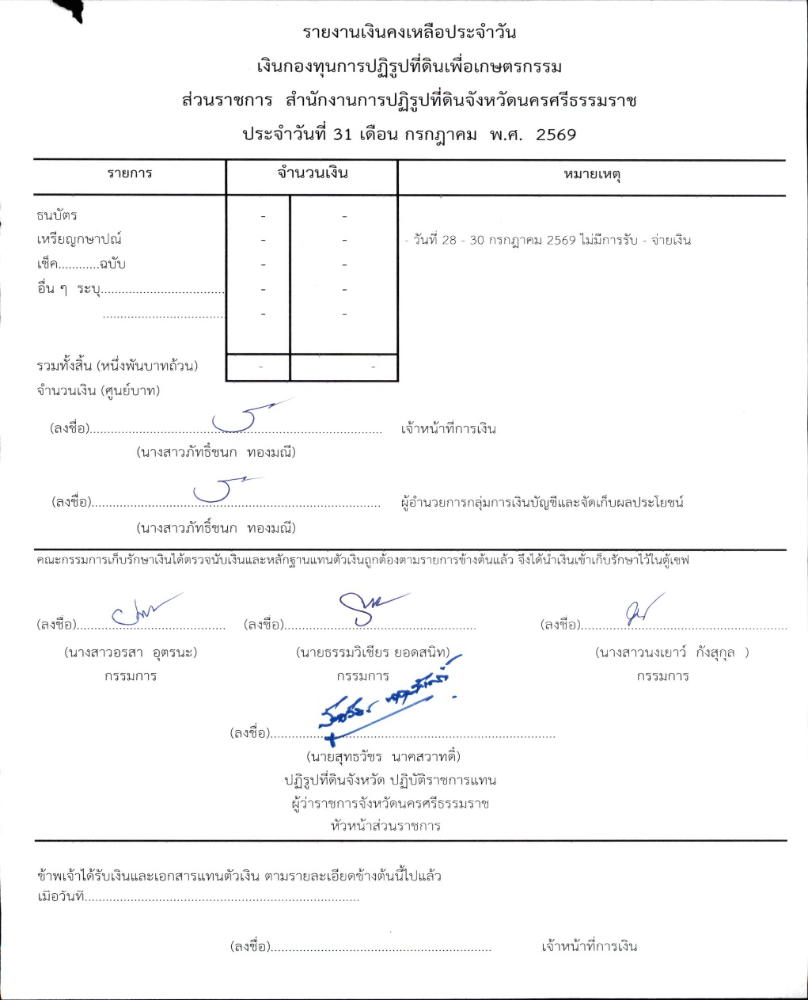 รายงานเงินคงเหลือประจำวัน
เงินกองทุนการปฏิรูปที่ดินเพื่อเกษตรกรรม
ส่วนราชการ สำนักงานการปฏิรูปที่ดินจังหวัดนครศรีธรรมราช
ประจำวันที่ 31 เดือน กรกฎาคม พ.ศ. 2569
รายการ จำนวนเงิน หมายเหตุ
ธนบัตร - -
เหรียญกษาปณ์ - - - วันที่ 28 - 30 กรกฎาคม 2569 ไม่มีการรับ - จ่ายเงิน
เช็ค............ฉบับ - -
อื่น ๆ ระบุ.................................... - -
.................................... - -
รวมทั้งสิ้น (หนึ่งพันบาทถ้วน) - -
จำนวนเงิน (ศูนย์บาท)
(ลงชื่อ)................................................ เจ้าหน้าที่การเงิน
(นางสาวภัทธิ์ชนก ทองมณี)
(ลงชื่อ)................................................ ผู้อำนวยการกลุ่มการเงินบัญชีและจัดเก็บผลประโยชน์
(นางสาวภัทธิ์ชนก ทองมณี)
คณะกรรมการเก็บรักษาเงินได้ตรวจนับเงินและหลักฐานแทนตัวเงินถูกต้องตามรายการข้างต้นแล้ว จึงได้นำเงินเข้าเก็บรักษาไว้ในตู้เซฟ
(ลงชื่อ)................................ (ลงชื่อ)................................ (ลงชื่อ)................................
(นางสาวอรสา อุตรนะ) (นายธรรมวิเชียร ยอดสนิท) (นางสาวนงเยาว์ กังสุกุล )
กรรมการ กรรมการ กรรมการ
(ลงชื่อ)................................................
(นายสุทธวัชร นาคสวาทดิ์)
ปฏิรูปที่ดินจังหวัด ปฏิบัติราชการแทน
ผู้ว่าราชการจังหวัดนครศรีธรรมราช
หัวหน้าส่วนราชการ
ข้าพเจ้าได้รับเงินและเอกสารแทนตัวเงิน ตามรายละเอียดข้างต้นนี้ไปแล้ว
เมื่อวันที่................................................
(ลงชื่อ)................................................ เจ้าหน้าที่การเงิน